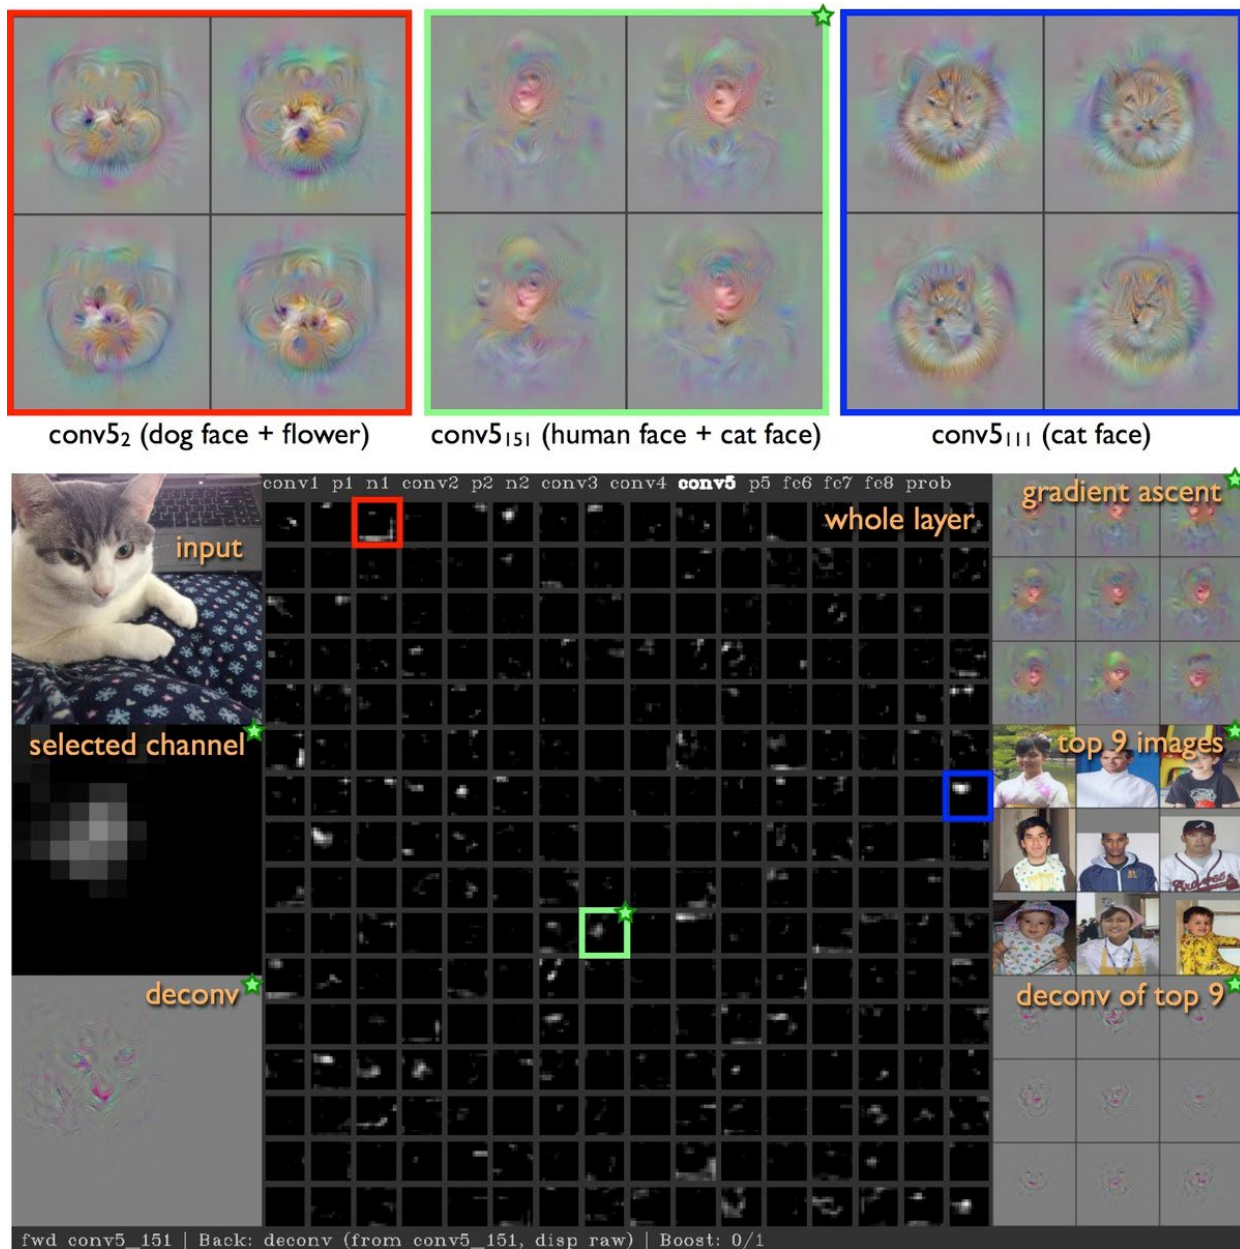 conv5₂ (dog face + flower)
conv5₁₅₁ (human face + cat face)
conv5₁₁₁ (cat face)
conv1 p1 n1 conv2 p2 n2 conv3 conv4 conv5 p5 fc6 fc7 fc8 prob
input
whole layer
gradient ascent
selected channel
top 9 images
deconv
deconv of top 9
fwd conv5_151 | Back: deconv (from conv5_151, disp raw) | Boost: 0/1